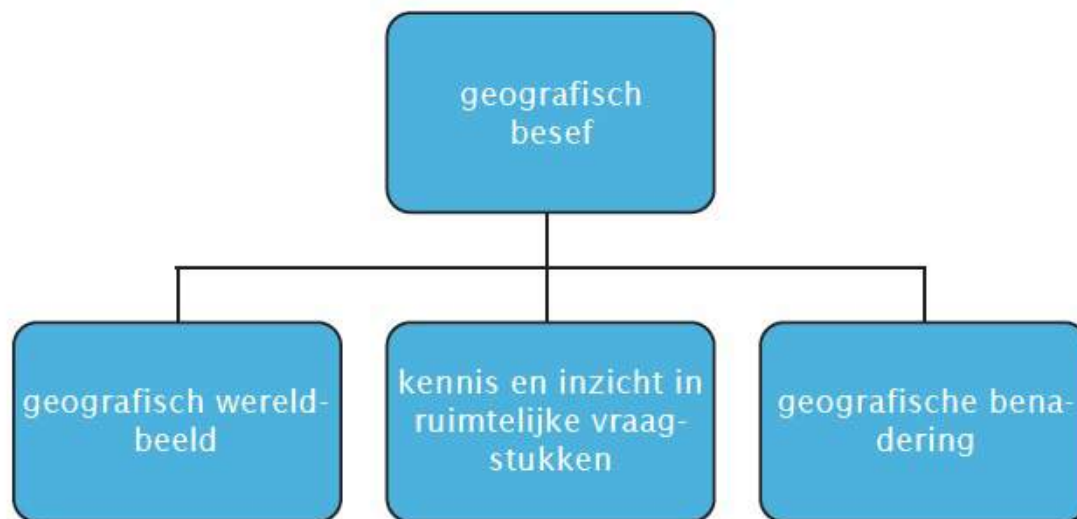 geografisch
besef
geografisch wereld-
beeld
kennis en inzicht in
ruimtelijke vraag-
stukken
geografische bena-
dering